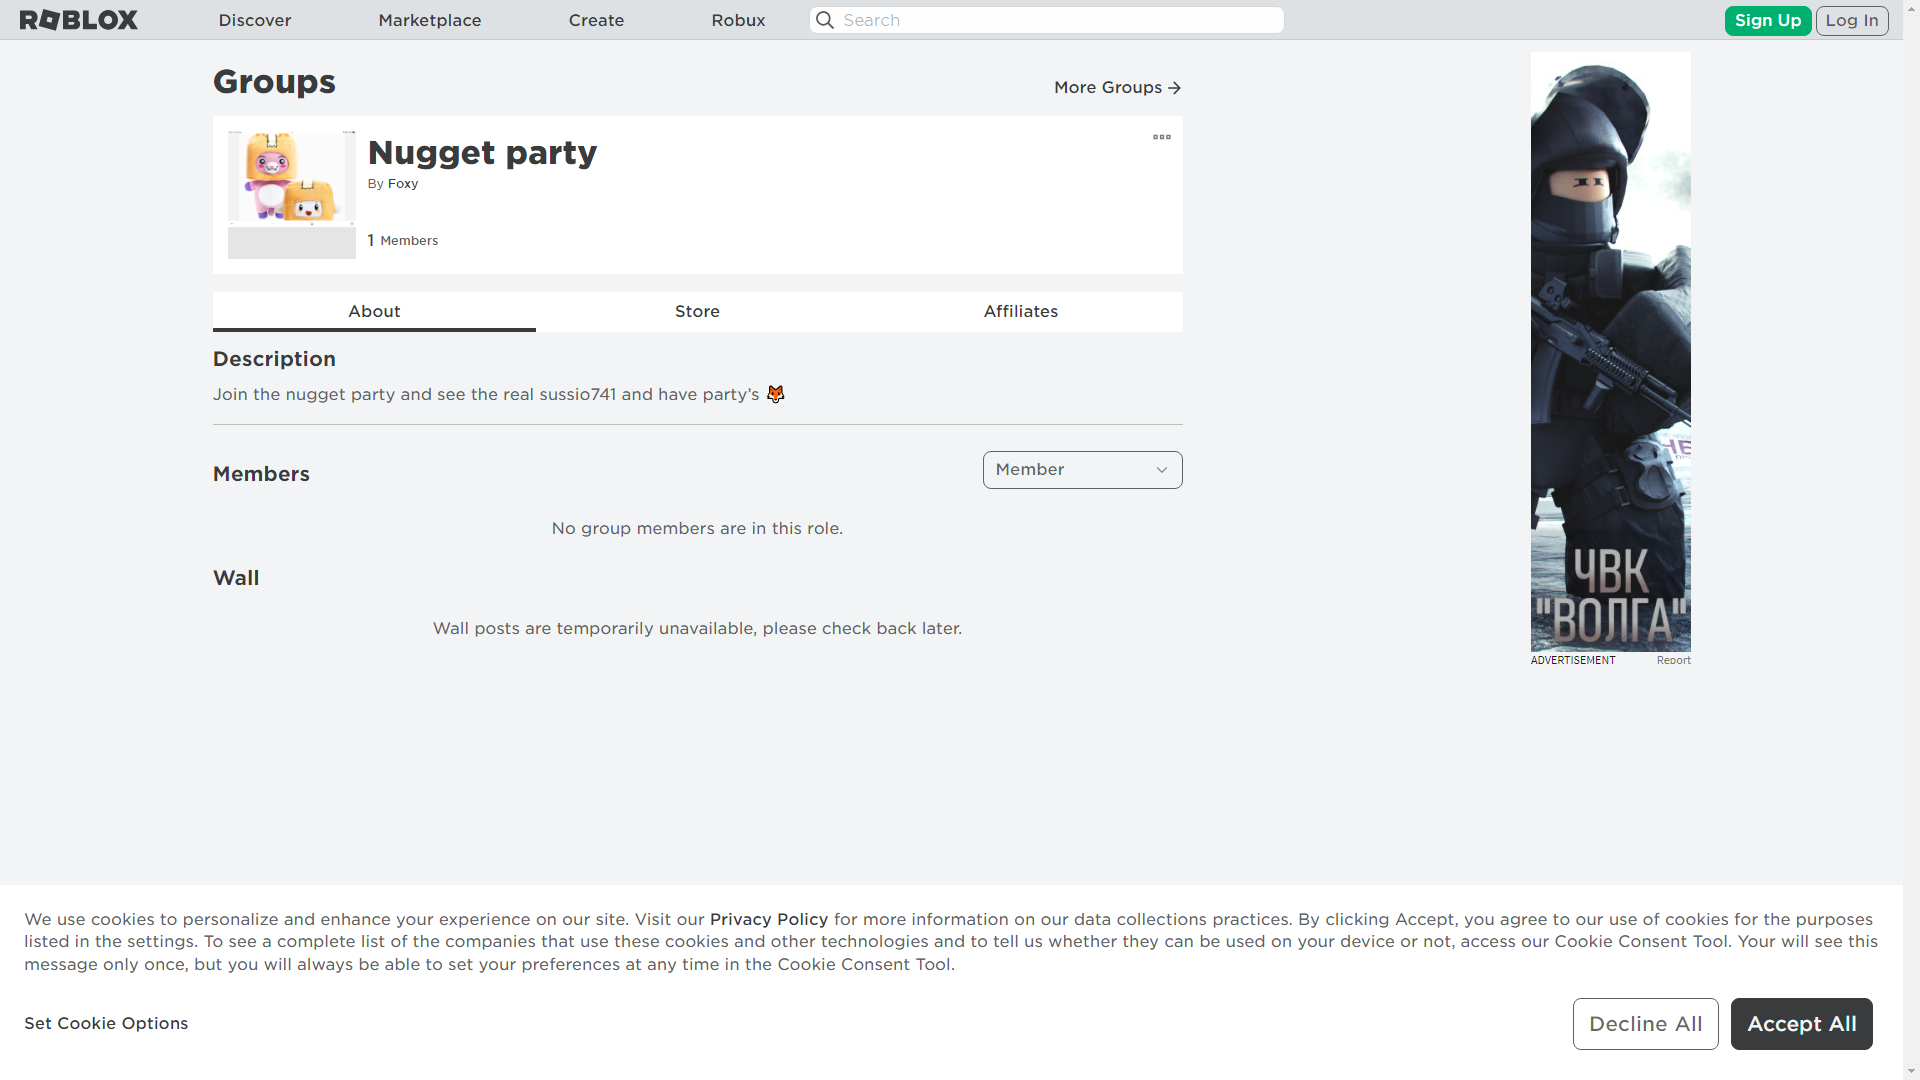 ROBLOX
Discover
Marketplace
Create
Robux
Search
Sign Up
Log In
Groups
More Groups
Nugget party
By Foxy
1 Members
About
Store
Affiliates
Description
Join the nugget party and see the real sussio741 and have party’s 🦊
Members
Member
No group members are in this role.
Wall
Wall posts are temporarily unavailable, please check back later.
ЧВК
"ВОЛГА"
ADVERTISEMENT
Report
We use cookies to personalize and enhance your experience on our site. Visit our Privacy Policy for more information on our data collections practices. By clicking Accept, you agree to our use of cookies for the purposes
listed in the settings. To see a complete list of the companies that use these cookies and other technologies and to tell us whether they can be used on your device or not, access our Cookie Consent Tool. Your will see this
message only once, but you will always be able to set your preferences at any time in the Cookie Consent Tool.
Set Cookie Options
Decline All
Accept All